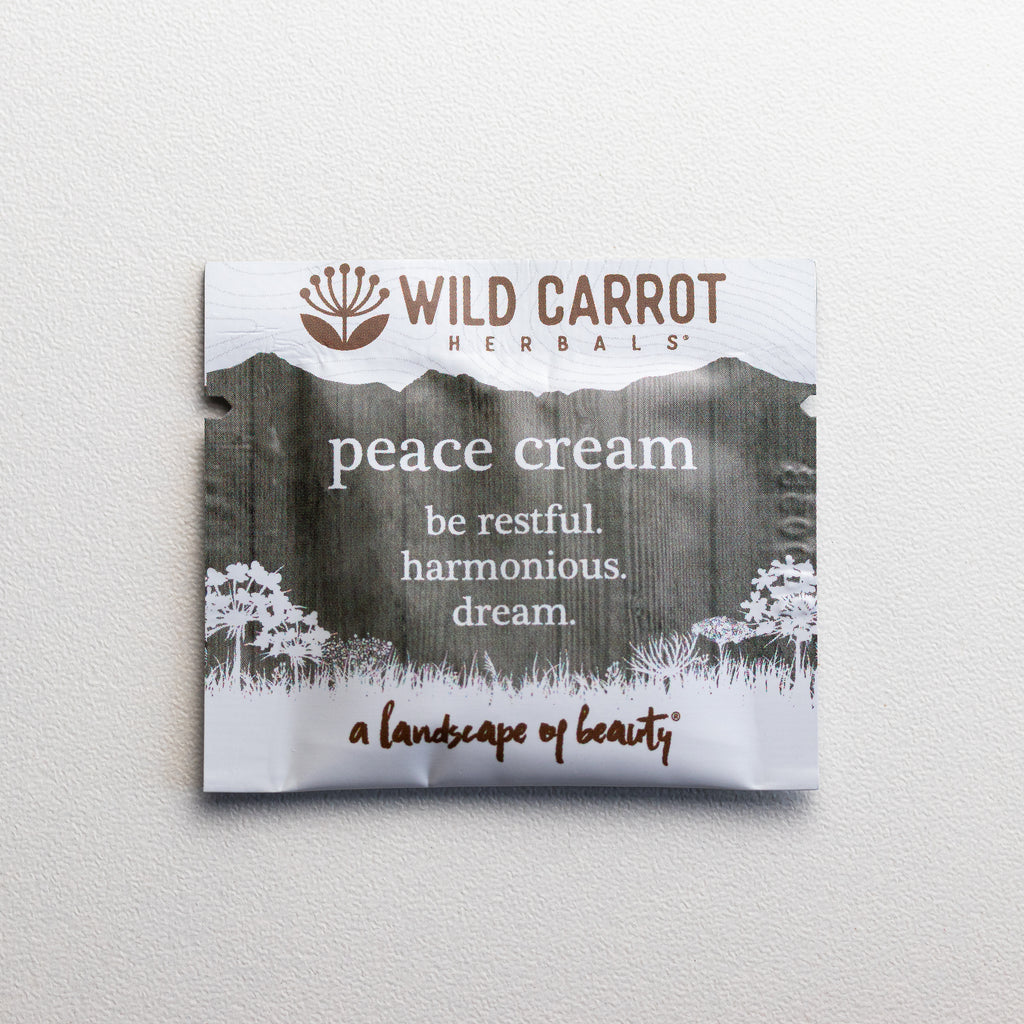 WILD CARROT
HERBALS®
peace cream
be restful.
harmonious.
dream.
a landscape of beauty®